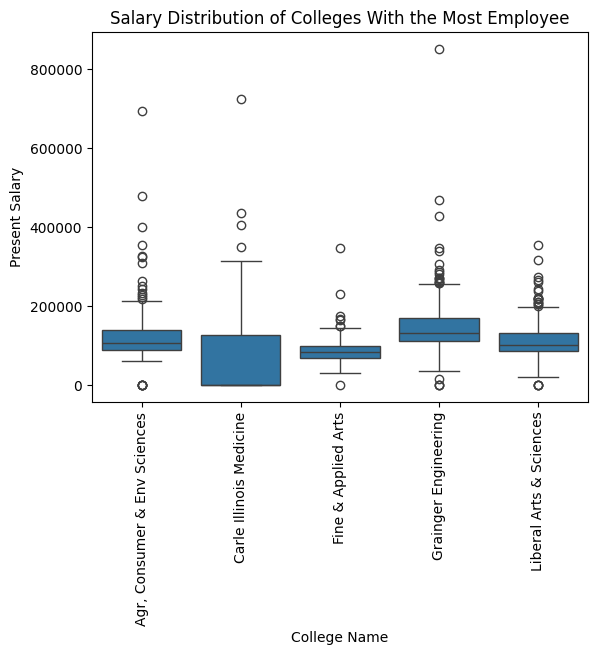 Salary Distribution of Colleges With the Most Employee
800000
600000
400000
200000
0
Present Salary
Agr, Consumer & Env Sciences
Carle Illinois Medicine
Fine & Applied Arts
Grainger Engineering
Liberal Arts & Sciences
College Name